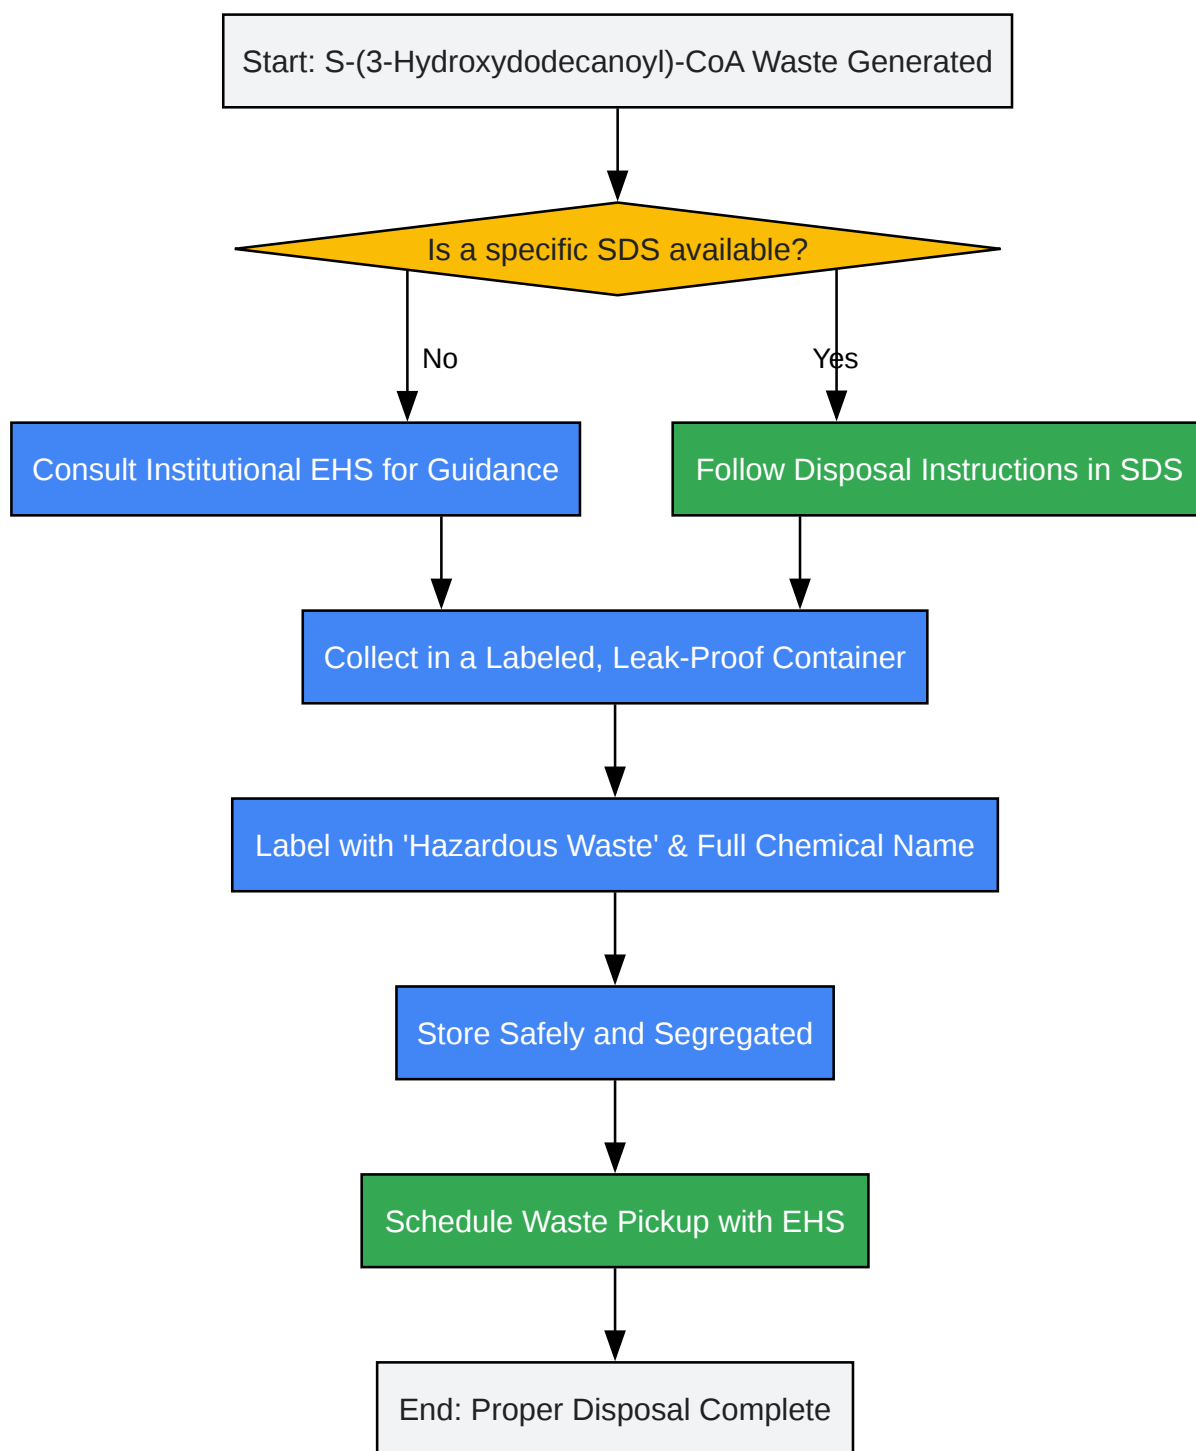 Start: S-(3-Hydroxydodecanoyl)-CoA Waste Generated
Is a specific SDS available?
No
Yes
Consult Institutional EHS for Guidance
Follow Disposal Instructions in SDS
Collect in a Labeled, Leak-Proof Container
Label with 'Hazardous Waste' & Full Chemical Name
Store Safely and Segregated
Schedule Waste Pickup with EHS
End: Proper Disposal Complete